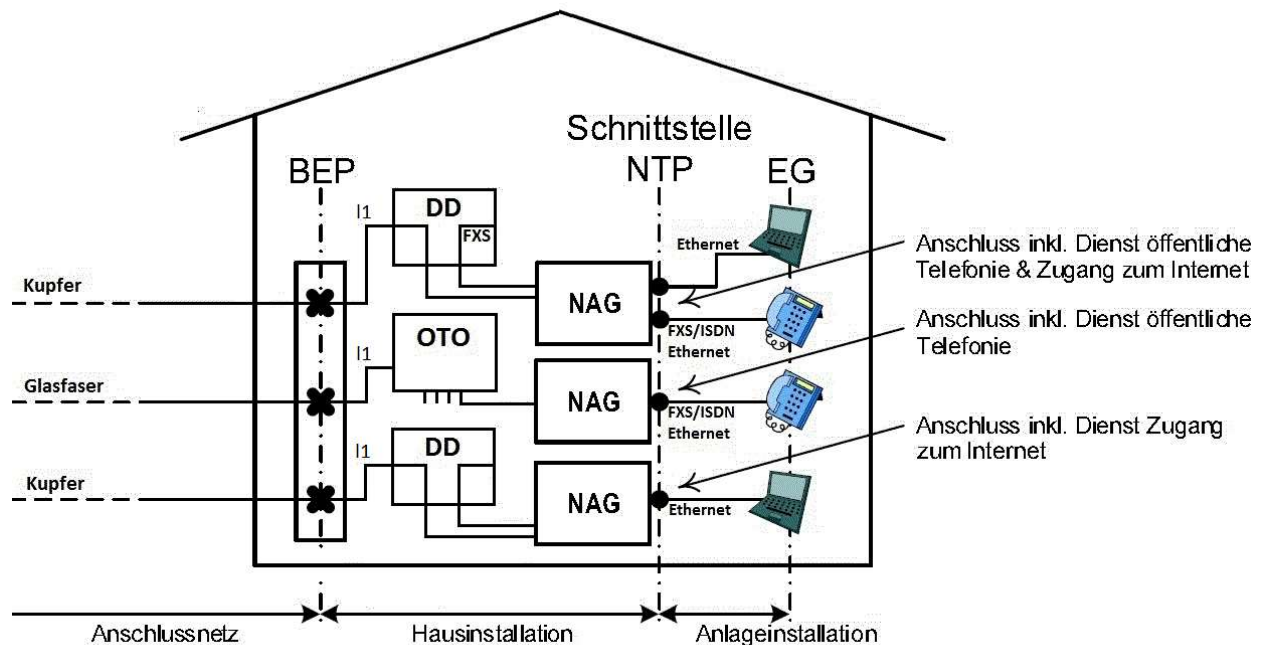 Schnittstelle
BEP
NTP
EG
I1
DD
FXS
Ethernet
Anschluss inkl. Dienst öffentliche
Telefonie & Zugang zum Internet
Kupfer
NAG
FXS/ISDN
Ethernet
Anschluss inkl. Dienst öffentliche
Telefonie
I1
OTO
Glasfaser
NAG
FXS/ISDN
Ethernet
Anschluss inkl. Dienst Zugang
zum Internet
I1
DD
Kupfer
NAG
Ethernet
Anschlussnetz
Hausinstallation
Anlageinstallation